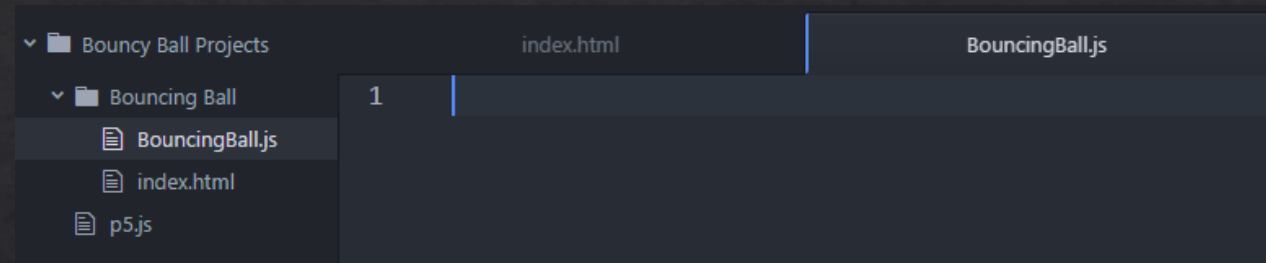 Bouncy Ball Projects
index.html
BouncingBall.js
Bouncing Ball
1
BouncingBall.js
index.html
p5.js